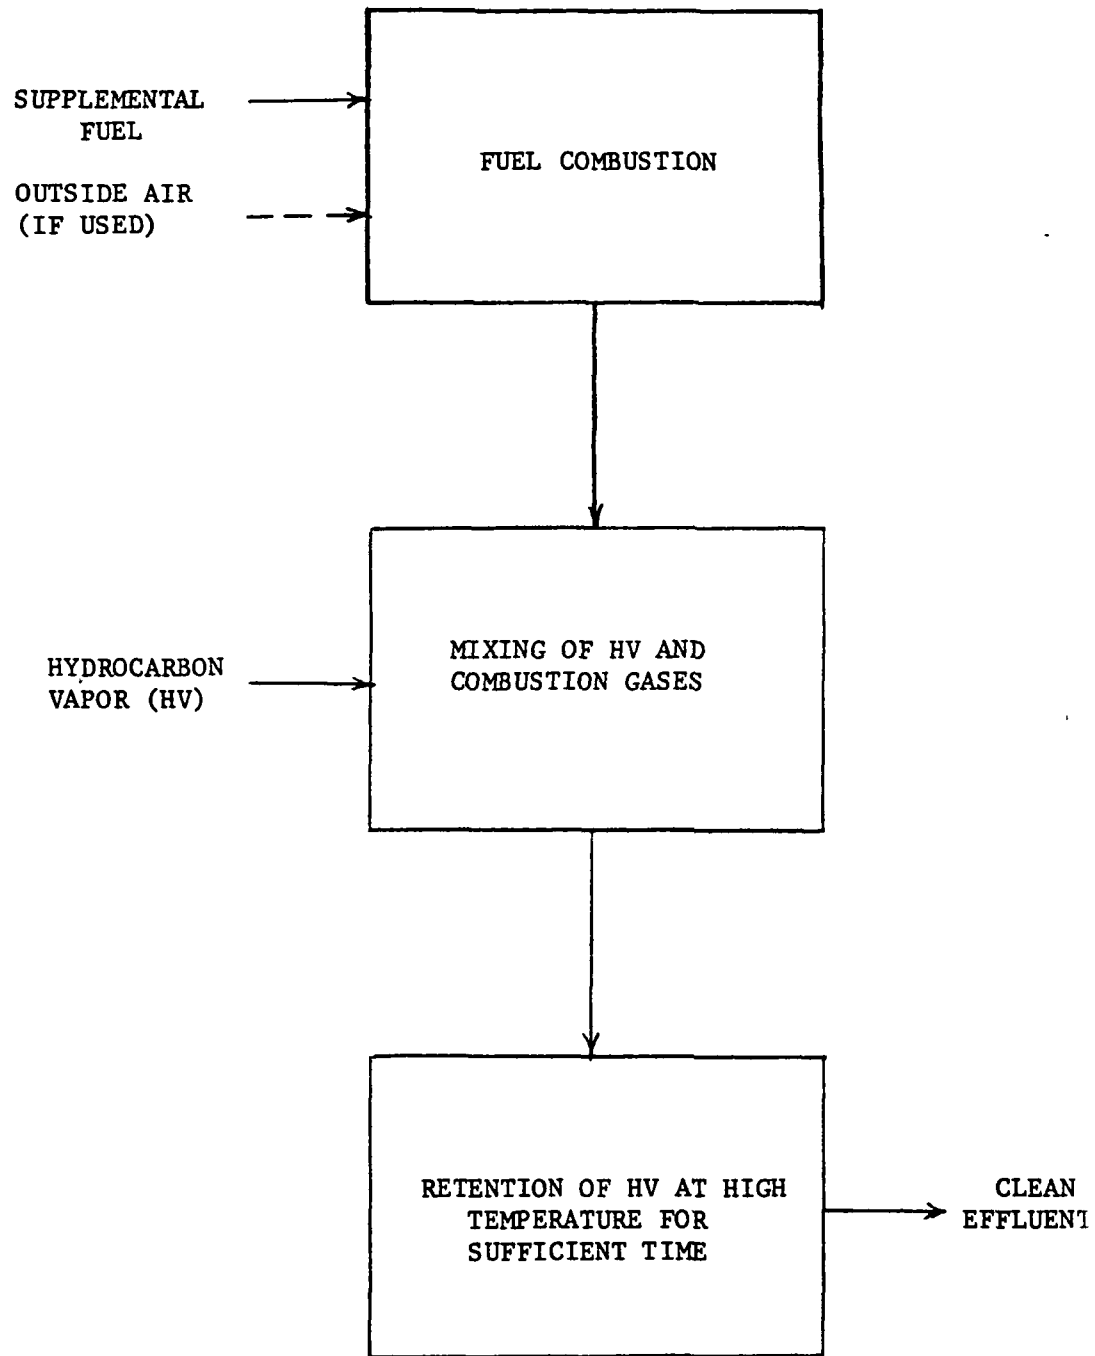 SUPPLEMENTAL
FUEL
OUTSIDE AIR
(IF USED)
FUEL COMBUSTION
HYDROCARBON
VAPOR (HV)
MIXING OF HV AND
COMBUSTION GASES
RETENTION OF HV AT HIGH
TEMPERATURE FOR
SUFFICIENT TIME
CLEAN
EFFLUENT